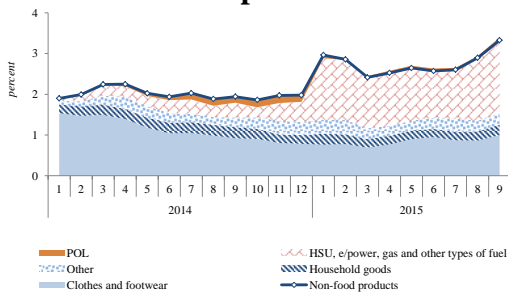 4
3
2
1
0
percent
1 2 3 4 5 6 7 8 9 10 11 12 1 2 3 4 5 6 7 8 9
2014 2015
POL HSU, e/power, gas and other types of fuel
Other Household goods
Clothes and footwear Non-food products